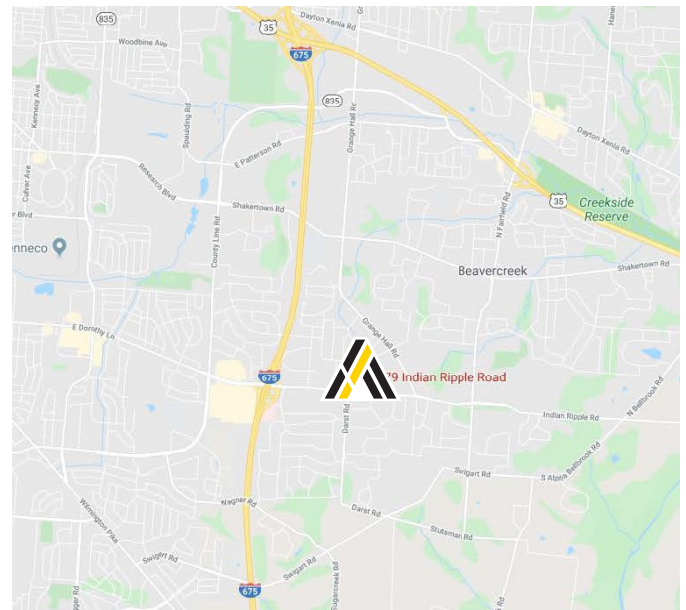 835
35
Dayton Xenia Rd
Woodbine Ave
675
Kennedy Ave
Spaulding Rd
835
Grange Hall Rd
E Patterson Rd
Dayton Xenia Rd
Culver Ave
Research Blvd
35
Creekside
Reserve
N Fairfield Rd
Shakertown Rd
County Line Rd
Beavercreek
Shakertown Rd
E Dorothy Ln
Grange Hall Rd
675
79 Indian Ripple Road
Darst Rd
Indian Ripple Rd
N Bellbrook Rd
Swigart Rd
S Alpha Bellbrook Rd
Wagner Rd
Wilmington Pike
Darst Rd
Stutsman Rd
Swigart Rd
Swigart Rd
675
Sugarcreek Rd